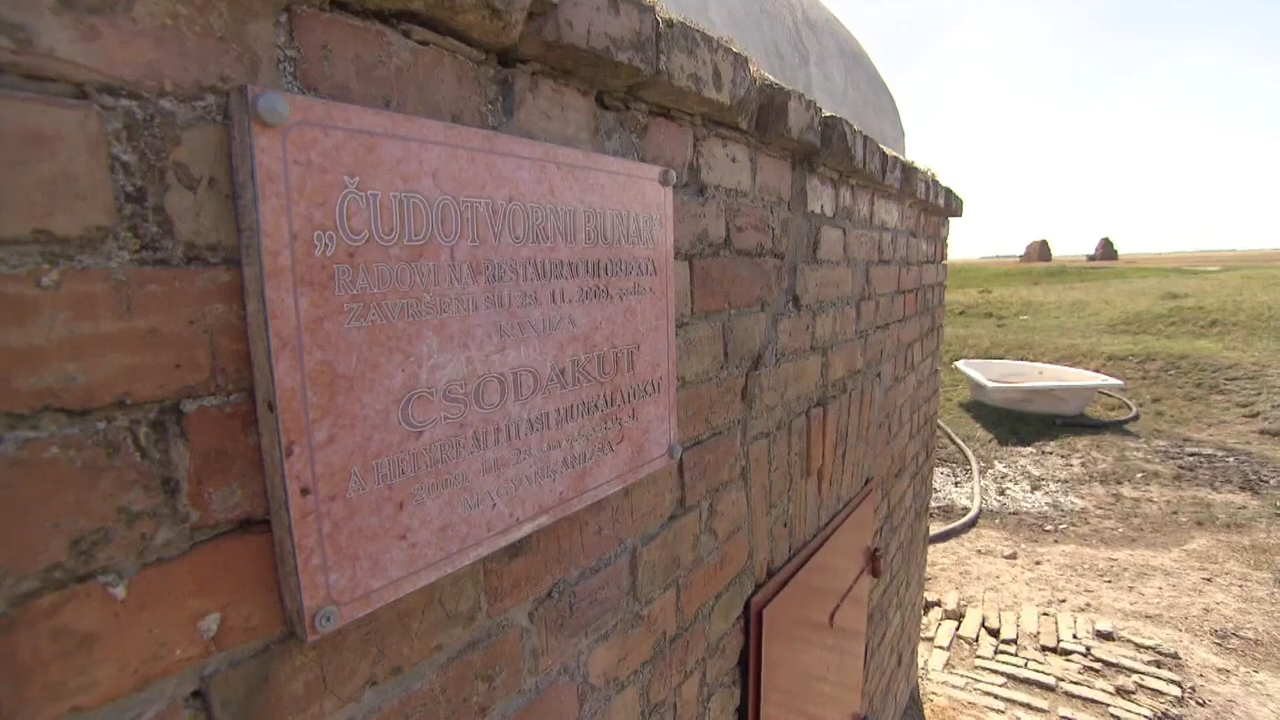 „ČUDOTVORNI BUNAR“
RADOVI NA RESTAURACIJI OBJEKTA
ZAVRŠENI SU 28. 11. 2009.
KANJIŽA
CSODAKÚT
A HELYREÁLLÍTÁSI MUNKÁLATOKAT
2009. 11. 28.
MAGYARKANIZSA